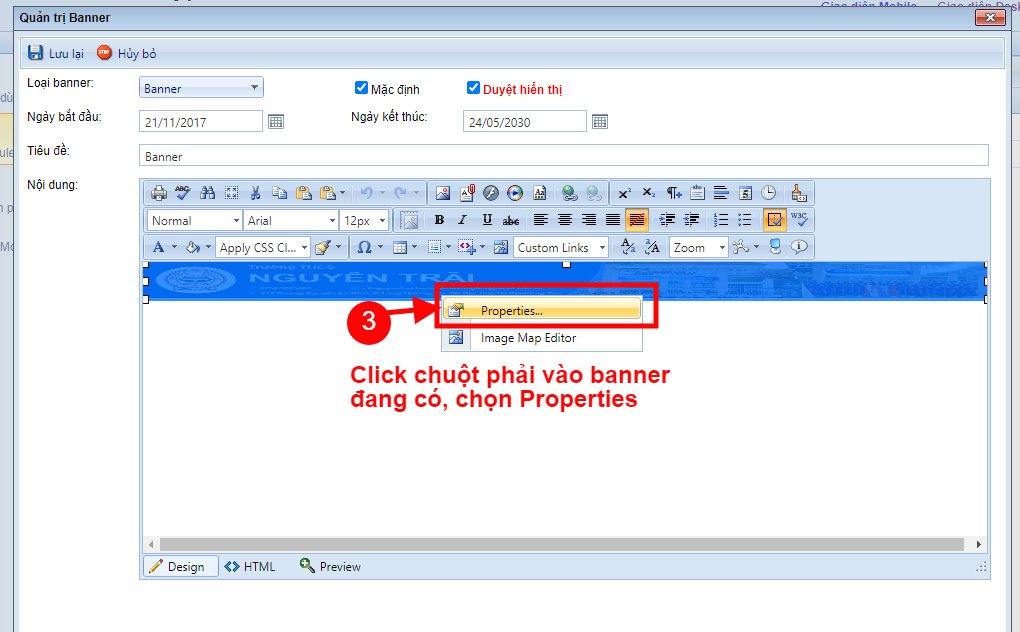 Giao diện Mobile Giao diện Des
Quản trị Banner
Lưu lại Hủy bỏ
Loại banner: Banner Mặc định Duyệt hiển thị
Ngày bắt đầu: 21/11/2017 Ngày kết thúc: 24/05/2030
Tiêu đề: Banner
Nội dung:
Normal Arial 12px B I U abc W3C
A Apply CSS Cl... Ω Custom Links Zoom
Trường THCS
NGUYỄN TRÃI
Properties...
3
Image Map Editor
Click chuột phải vào banner
đang có, chọn Properties
Design HTML Preview